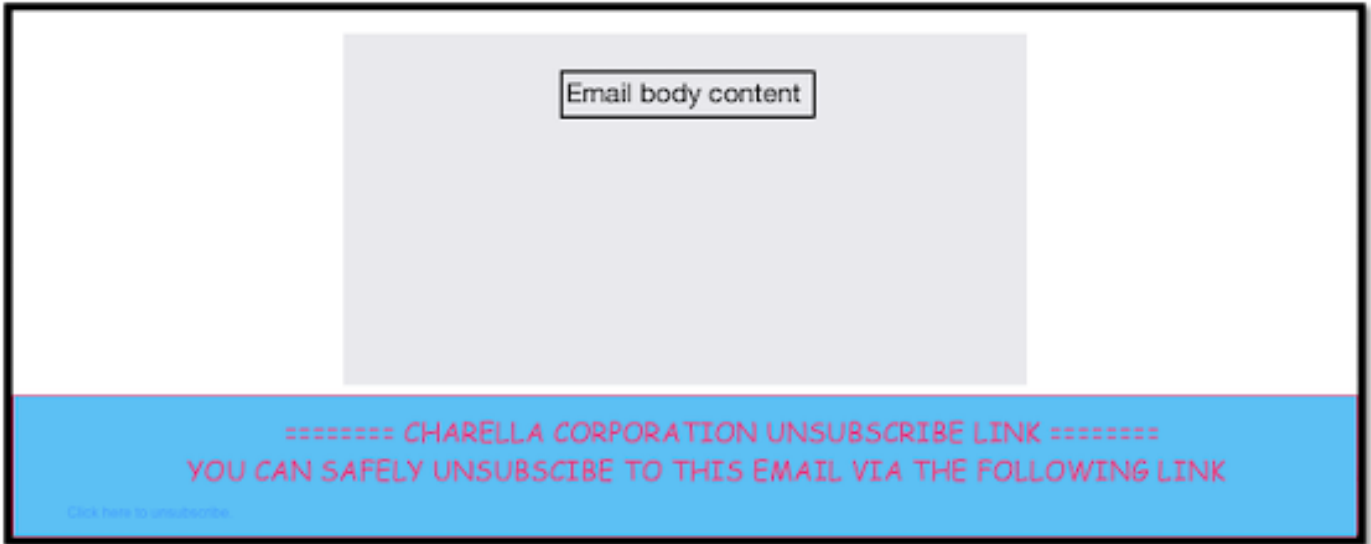 Email body content
======== CHARELLA CORPORATION UNSUBSCRIBE LINK ========
YOU CAN SAFELY UNSUBSCIBE TO THIS EMAIL VIA THE FOLLOWING LINK
Click here to unsubscribe.